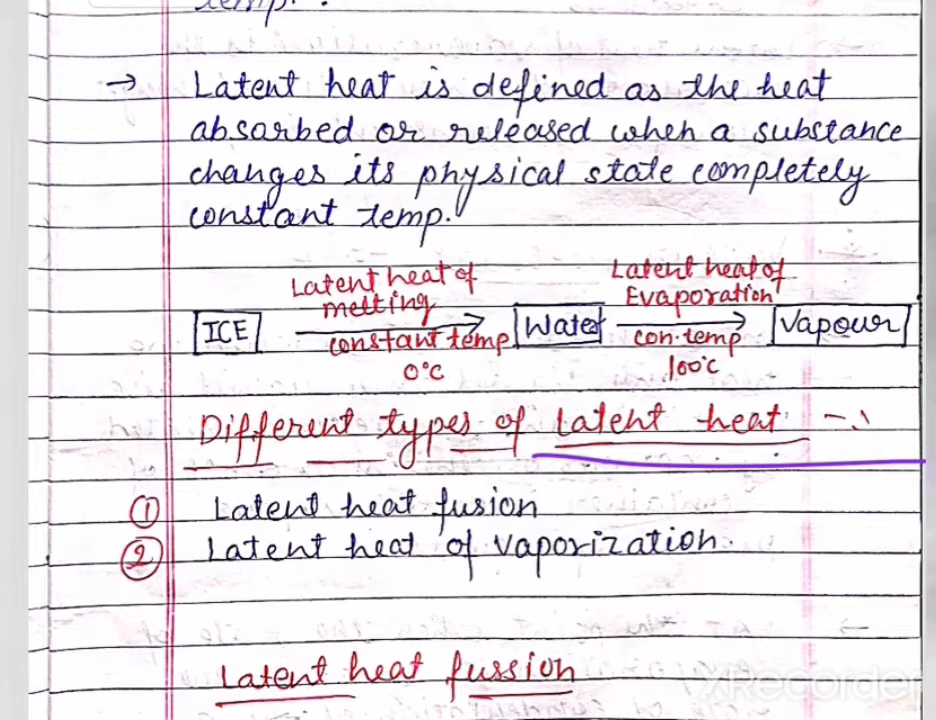 temp.
→ Latent heat is defined as the heat
absorbed or released when a substance
changes its physical state completely
constant temp.
Latent heat of
melting
Latent heat of
Evaporation
ICE
Water
Vapour
constant temp
0°C
con. temp
100°C
Different types of latent heat -:
① Latent heat fusion
② Latent heat of vaporization.
Latent heat fussion
XRecorder